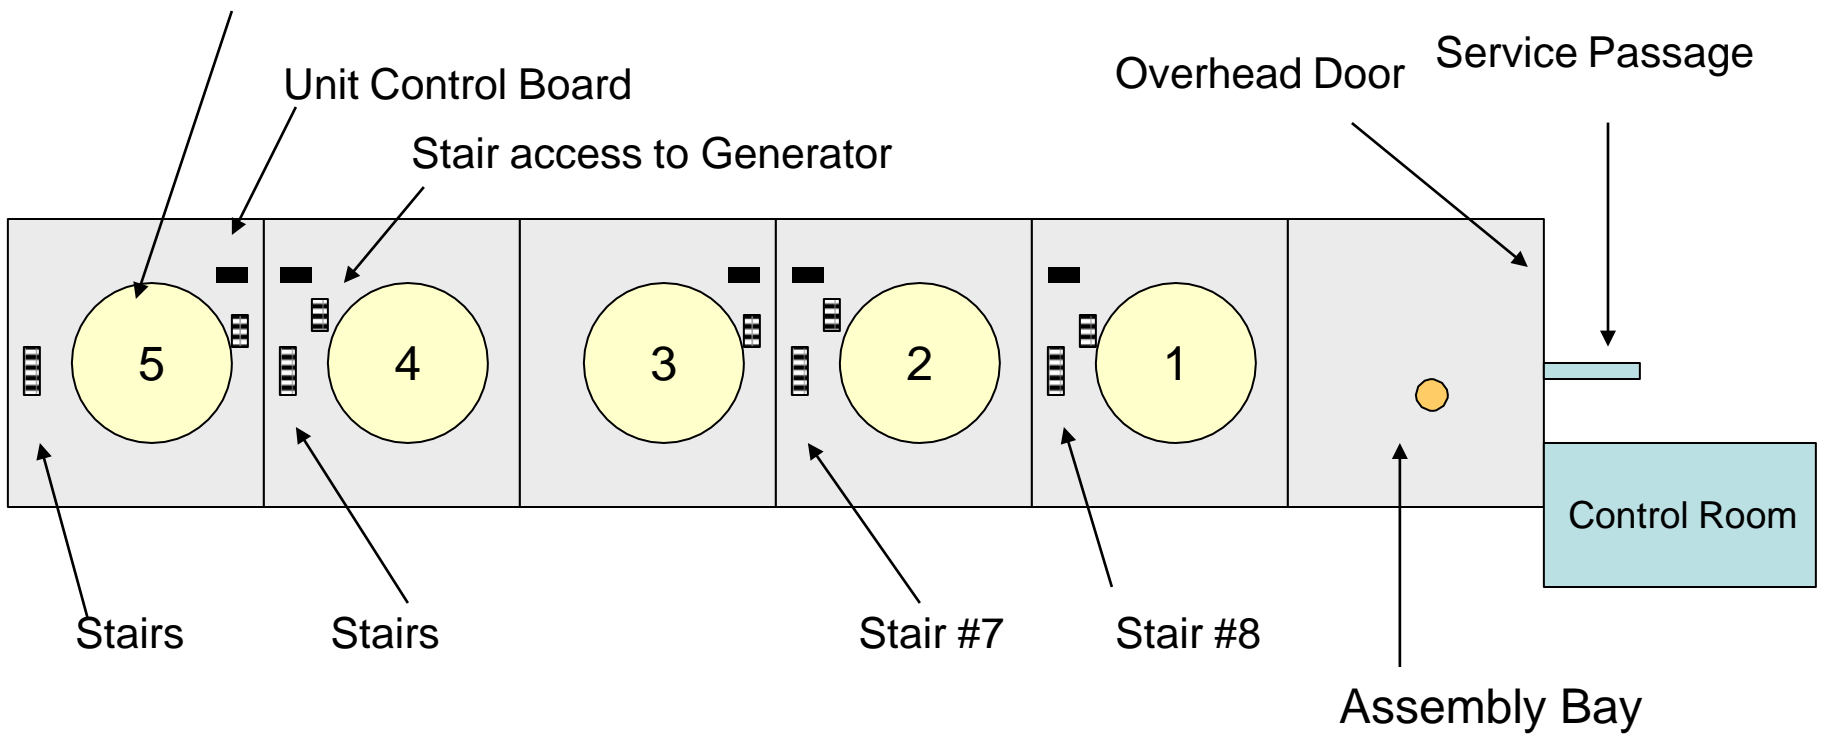 Service Passage
Overhead Door
Unit Control Board
Stair access to Generator
5
4
3
2
1
Control Room
Stairs
Stairs
Stair #7
Stair #8
Assembly Bay